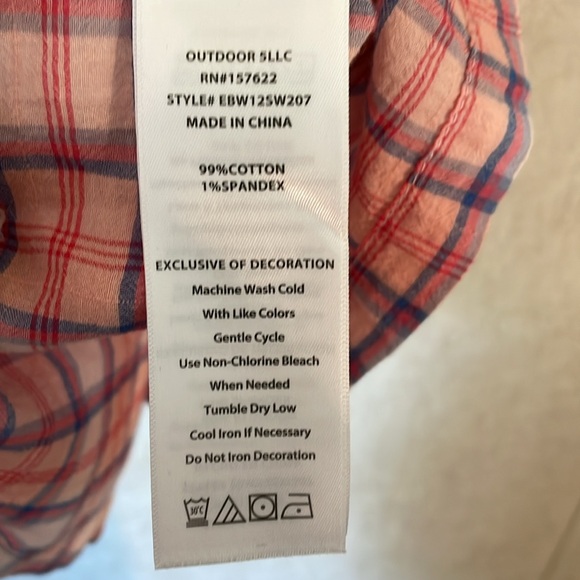 OUTDOOR 5LLC
RN#157622
STYLE# EBW12SW207
MADE IN CHINA
99%COTTON
1%SPANDEX
EXCLUSIVE OF DECORATION
Machine Wash Cold
With Like Colors
Gentle Cycle
Use Non-Chlorine Bleach
When Needed
Tumble Dry Low
Cool Iron If Necessary
Do Not Iron Decoration
30°C